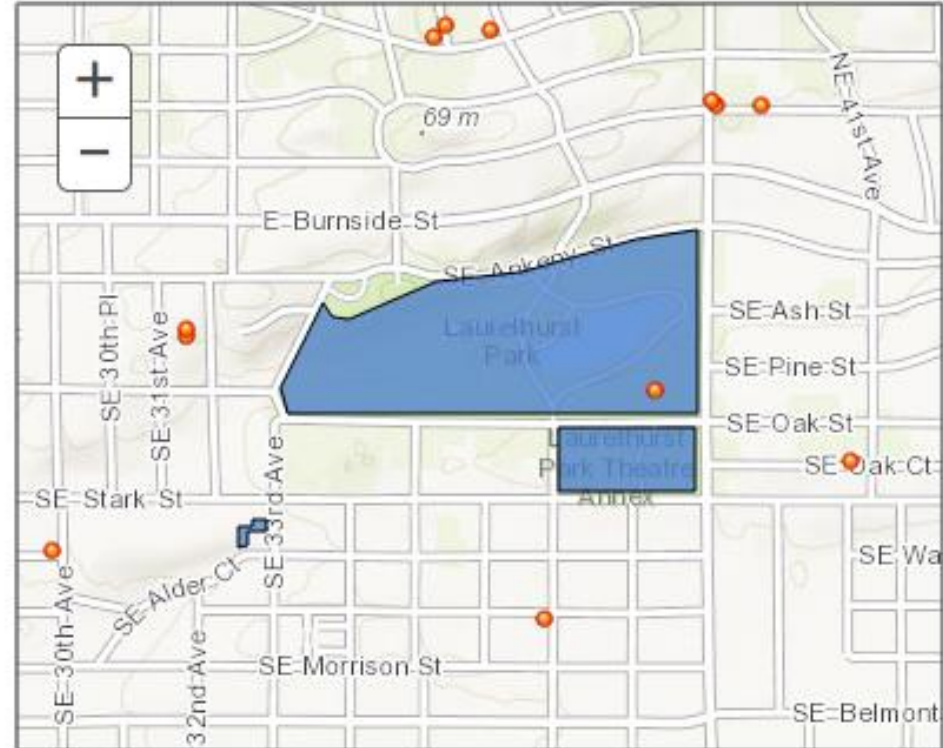 +
−
69 m
NE 41st Ave
E Burnside St
SE Ankeny St
SE 30th Pl
SE 31st Ave
Laurelhurst
Park
SE Ash St
SE Pine St
SE Oak St
Laurelhurst
Park Theatre
Annex
SE Oak Ct
SE 33rd Ave
SE Stark St
SE Alder Ct
SE Wa
SE 30th Ave
32nd Ave
SE Morrison St
SE Belmont